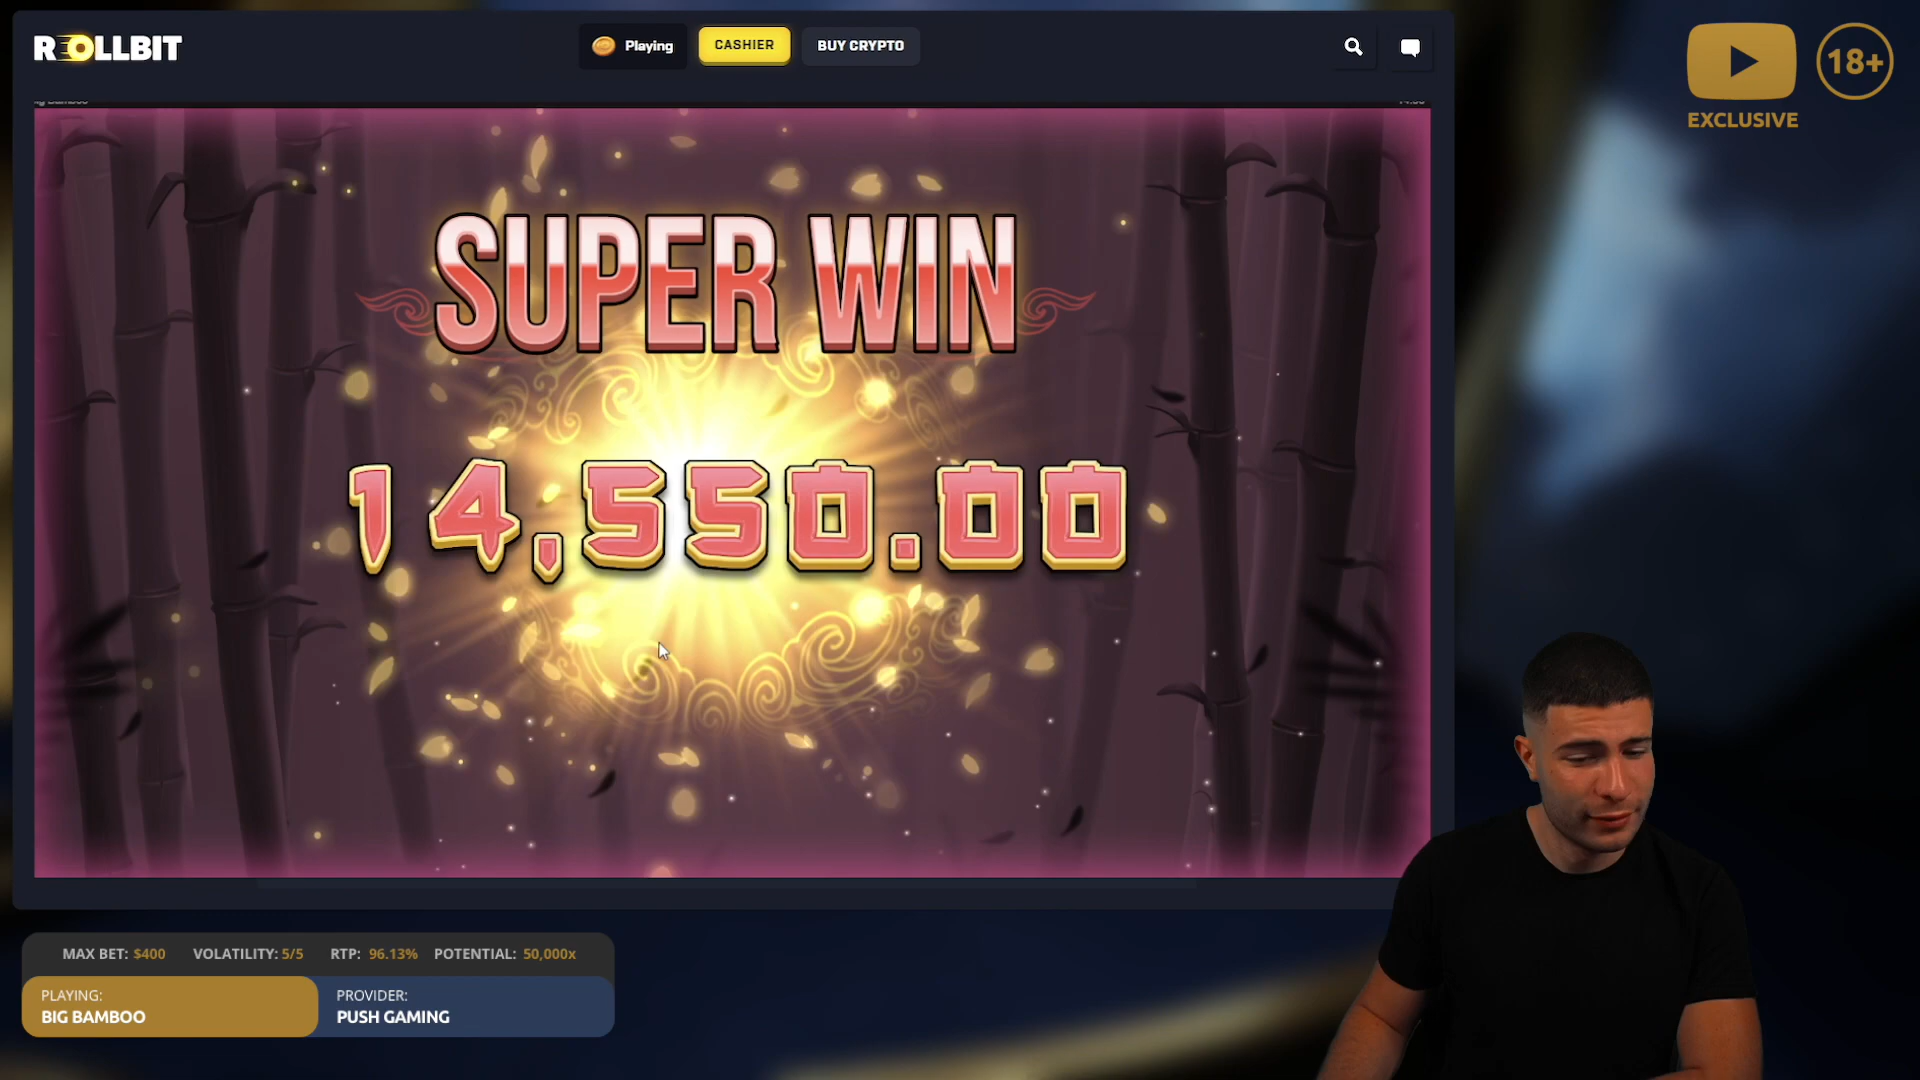 ROLLBIT
Playing
CASHIER
BUY CRYPTO
18+
EXCLUSIVE
SUPER WIN
14,550.00
MAX BET: $400 VOLATILITY: 5/5 RTP: 96.13% POTENTIAL: 50,000x
PLAYING:
BIG BAMBOO
PROVIDER:
PUSH GAMING